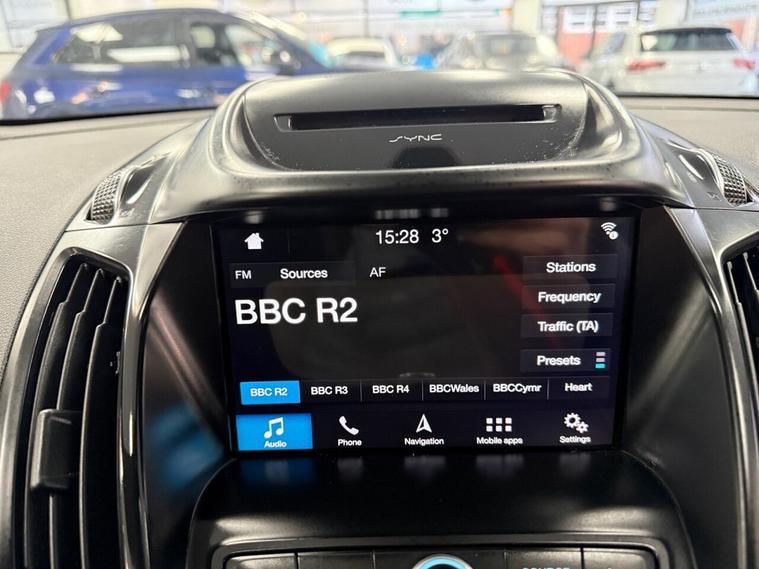 SYNC
15:28 3°
FM Sources AF Stations
BBC R2
Frequency
Traffic (TA)
Presets
BBC R2 BBC R3 BBC R4 BBCWales BBCCymr Heart
Audio Phone Navigation Mobile apps Settings